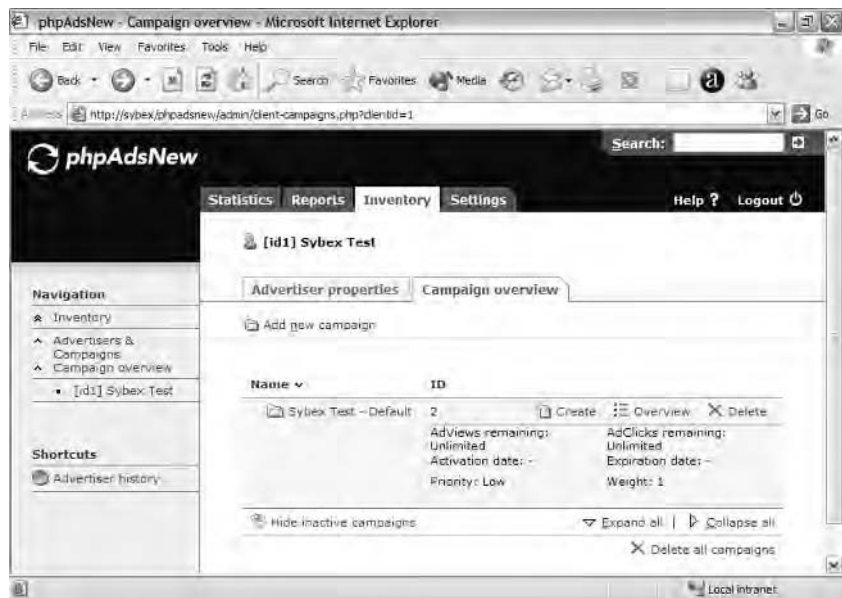 phpAdsNew - Campaign overview - Microsoft Internet Explorer
File Edit View Favorites Tools Help
Back Search Favorites Media
Address http://sybex/phpadsnew/admin/client-campaigns.php?clientid=1 Go
Search:
phpAdsNew
Statistics Reports Inventory Settings Help ? Logout
[id1] Sybex Test
Advertiser properties Campaign overview
Navigation
Inventory
Advertisers &
Campaigns
Campaign overview
[id1] Sybex Test
Shortcuts
Advertiser history
Add new campaign
Name ID
Sybex Test - Default 2 Create Overview Delete
AdViews remaining: AdClicks remaining:
Unlimited Unlimited
Activation date: - Expiration date: -
Priority: Low Weight: 1
Hide inactive campaigns Expand all | Collapse all
Delete all campaigns
Local intranet